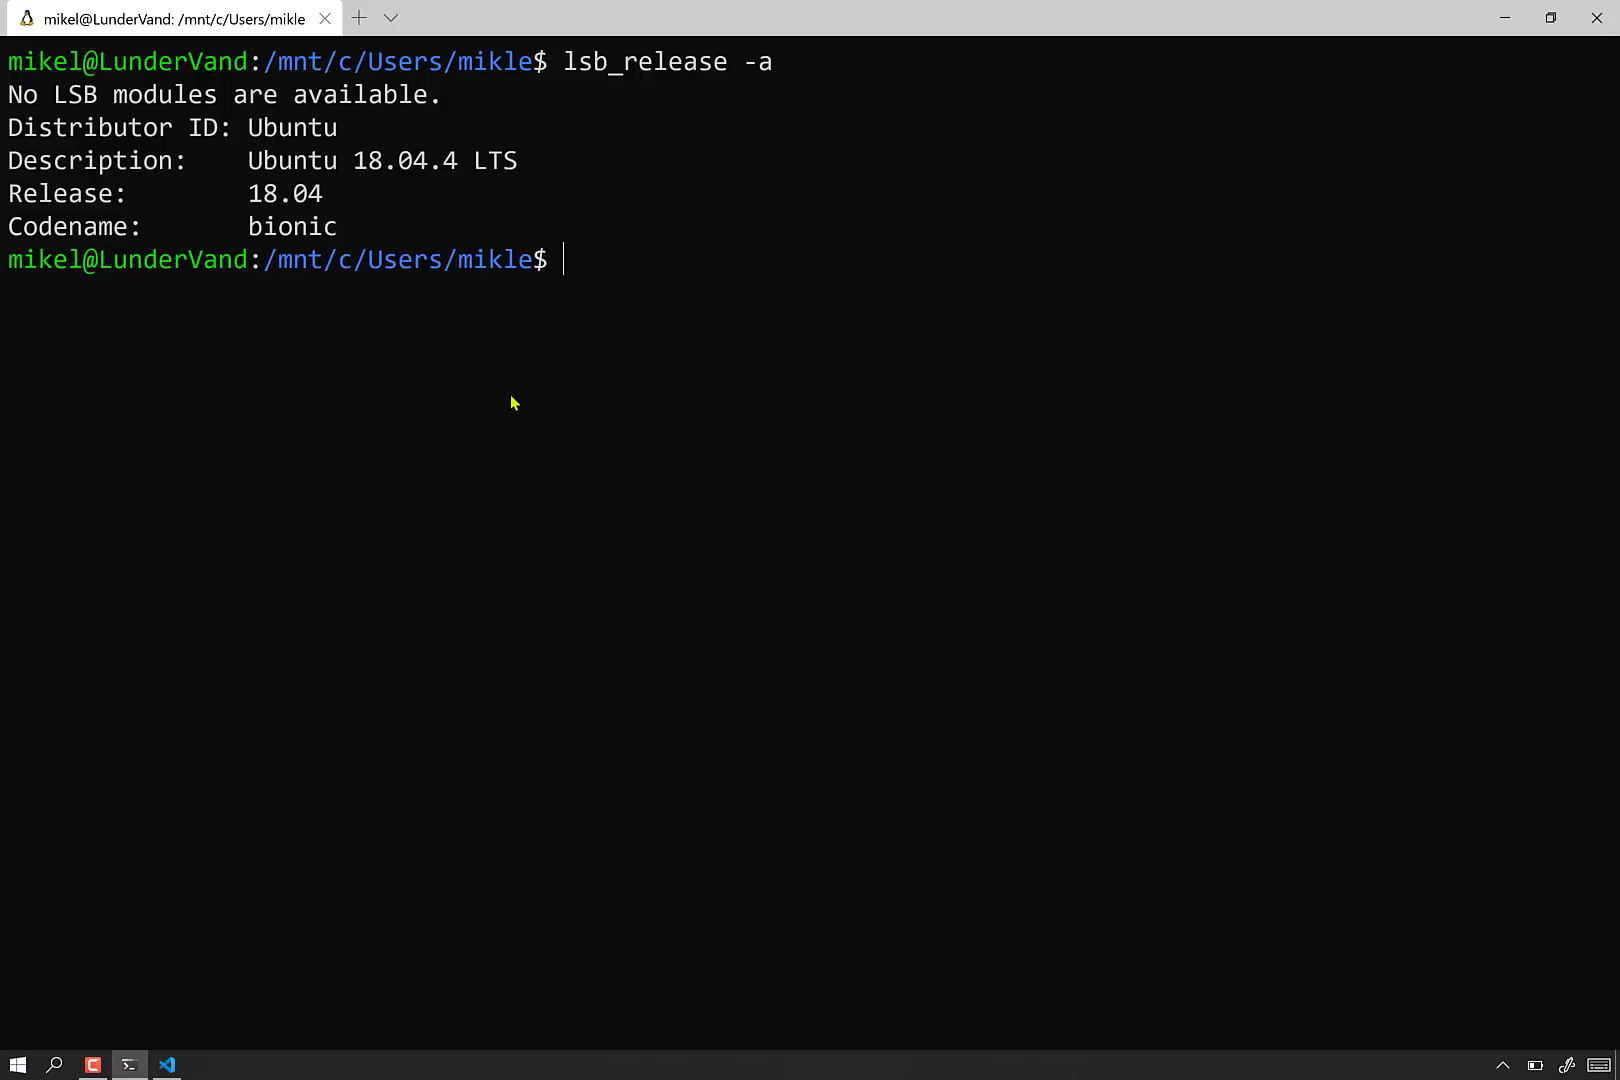 mikel@LunderVand: /mnt/c/Users/mikle
mikel@LunderVand:/mnt/c/Users/mikle$ lsb_release -a
No LSB modules are available.
Distributor ID: Ubuntu
Description:    Ubuntu 18.04.4 LTS
Release:        18.04
Codename:       bionic
mikel@LunderVand:/mnt/c/Users/mikle$